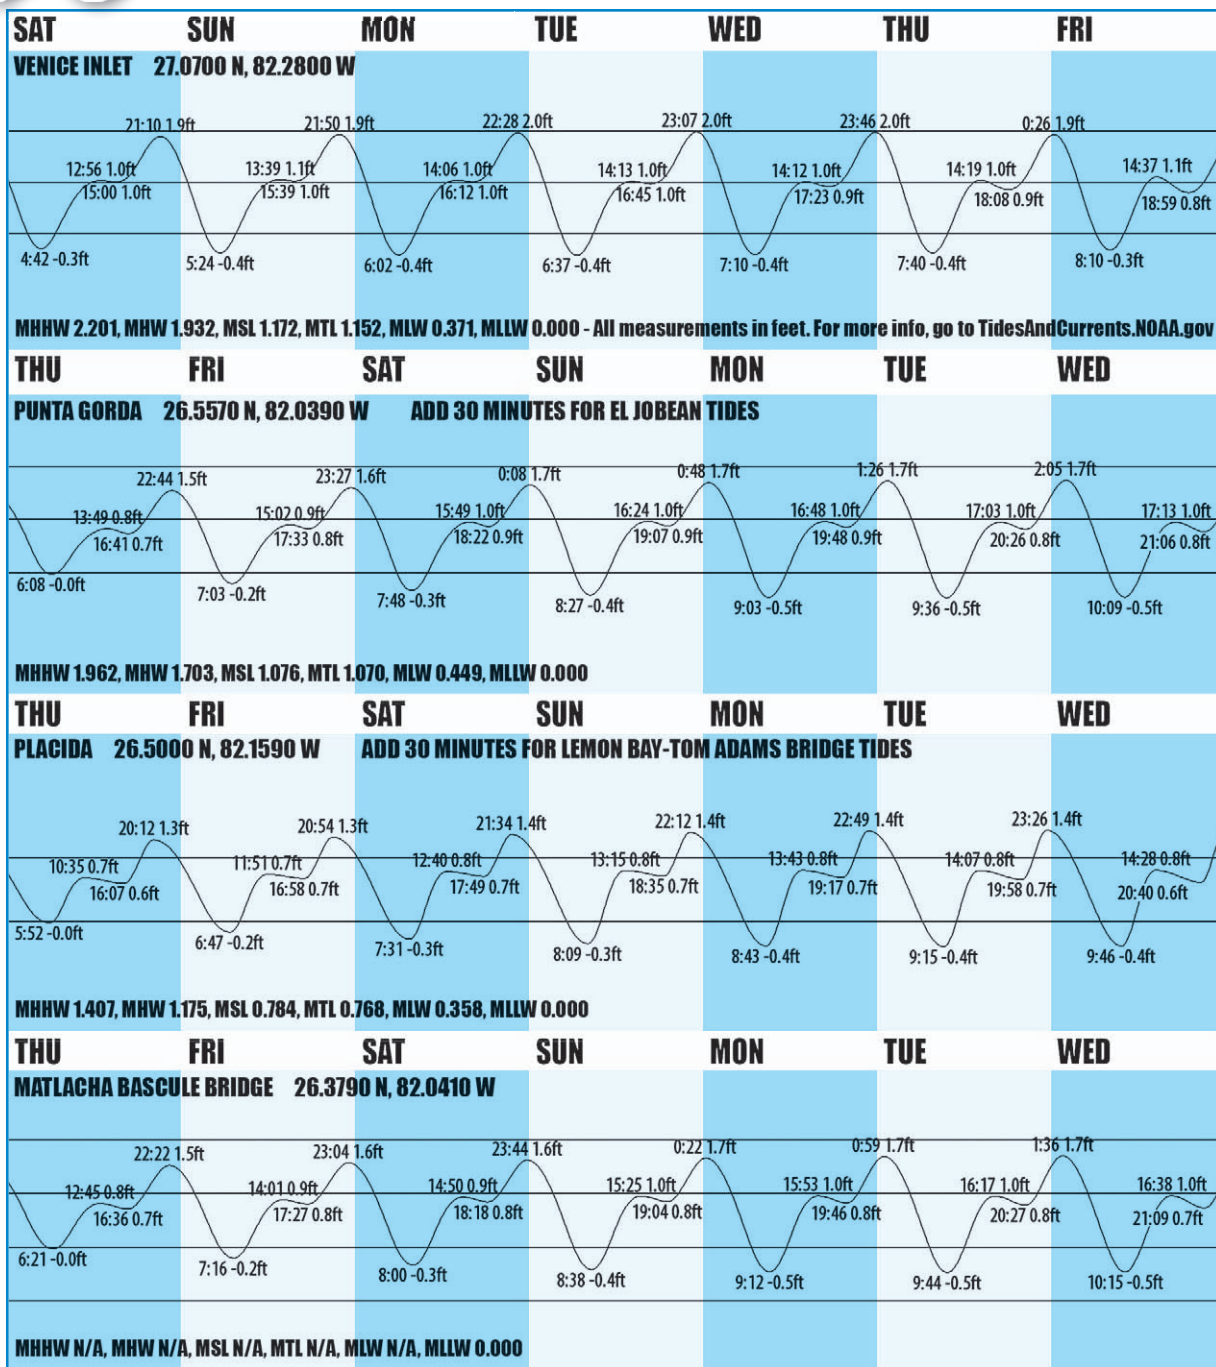 SAT SUN MON TUE WED THU FRI
VENICE INLET 27.0700 N, 82.2800 W
21:10 1.9ft 21:50 1.9ft 22:28 2.0ft 23:07 2.0ft 23:46 2.0ft 0:26 1.9ft
12:56 1.0ft 13:39 1.1ft 14:06 1.0ft 14:13 1.0ft 14:12 1.0ft 14:19 1.0ft 14:37 1.1ft
15:00 1.0ft 15:39 1.0ft 16:12 1.0ft 16:45 1.0ft 17:23 0.9ft 18:08 0.9ft 18:59 0.8ft
4:42 -0.3ft 5:24 -0.4ft 6:02 -0.4ft 6:37 -0.4ft 7:10 -0.4ft 7:40 -0.4ft 8:10 -0.3ft
MHHW 2.201, MHW 1.932, MSL 1.172, MTL 1.152, MLW 0.371, MLLW 0.000 - All measurements in feet. For more info, go to TidesAndCurrents.NOAA.gov
THU FRI SAT SUN MON TUE WED
PUNTA GORDA 26.5570 N, 82.0390 W ADD 30 MINUTES FOR EL JOBEAN TIDES
22:44 1.5ft 23:27 1.6ft 0:08 1.7ft 0:48 1.7ft 1:26 1.7ft 2:05 1.7ft
13:49 0.8ft 15:02 0.9ft 15:49 1.0ft 16:24 1.0ft 16:48 1.0ft 17:03 1.0ft 17:13 1.0ft
16:41 0.7ft 17:33 0.8ft 18:22 0.9ft 19:07 0.9ft 19:48 0.9ft 20:26 0.8ft 21:06 0.8ft
6:08 -0.0ft 7:03 -0.2ft 7:48 -0.3ft 8:27 -0.4ft 9:03 -0.5ft 9:36 -0.5ft 10:09 -0.5ft
MHHW 1.962, MHW 1.703, MSL 1.076, MTL 1.070, MLW 0.449, MLLW 0.000
THU FRI SAT SUN MON TUE WED
PLACIDA 26.5000 N, 82.1590 W ADD 30 MINUTES FOR LEMON BAY-TOM ADAMS BRIDGE TIDES
20:12 1.3ft 20:54 1.3ft 21:34 1.4ft 22:12 1.4ft 22:49 1.4ft 23:26 1.4ft
10:35 0.7ft 11:51 0.7ft 12:40 0.8ft 13:15 0.8ft 13:43 0.8ft 14:07 0.8ft 14:28 0.8ft
16:07 0.6ft 16:58 0.7ft 17:49 0.7ft 18:35 0.7ft 19:17 0.7ft 19:58 0.7ft 20:40 0.6ft
5:52 -0.0ft 6:47 -0.2ft 7:31 -0.3ft 8:09 -0.3ft 8:43 -0.4ft 9:15 -0.4ft 9:46 -0.4ft
MHHW 1.407, MHW 1.175, MSL 0.784, MTL 0.768, MLW 0.358, MLLW 0.000
THU FRI SAT SUN MON TUE WED
MATLACHA BASCULE BRIDGE 26.3790 N, 82.0410 W
22:22 1.5ft 23:04 1.6ft 23:44 1.6ft 0:22 1.7ft 0:59 1.7ft 1:36 1.7ft
12:45 0.8ft 14:01 0.9ft 14:50 0.9ft 15:25 1.0ft 15:53 1.0ft 16:17 1.0ft 16:38 1.0ft
16:36 0.7ft 17:27 0.8ft 18:18 0.8ft 19:04 0.8ft 19:46 0.8ft 20:27 0.8ft 21:09 0.7ft
6:21 -0.0ft 7:16 -0.2ft 8:00 -0.3ft 8:38 -0.4ft 9:12 -0.5ft 9:44 -0.5ft 10:15 -0.5ft
MHHW N/A, MHW N/A, MSL N/A, MTL N/A, MLW N/A, MLLW 0.000